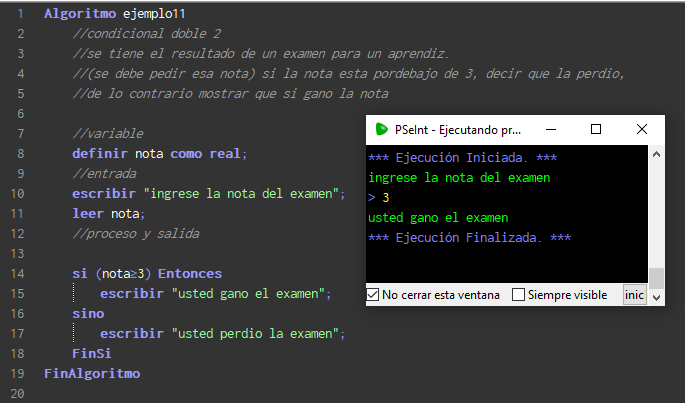 1 Algoritmo ejemplo11
2 //condicional doble 2
3 //se tiene el resultado de un examen para un aprendiz.
4 //(se debe pedir esa nota) si la nota esta pordebajo de 3, decir que la perdio,
5 //de lo contrario mostrar que si gano la nota
6
7 //variable
8 definir nota como real;
9 //entrada
10 escribir "ingrese la nota del examen";
11 leer nota;
12 //proceso y salida
13
14 si (nota≥3) Entonces
15 escribir "usted gano el examen";
16 sino
17 escribir "usted perdio la examen";
18 FinSi
19 FinAlgoritmo
20
PSeInt - Ejecutando pr...
*** Ejecución Iniciada. ***
ingrese la nota del examen
> 3
usted gano el examen
*** Ejecución Finalizada. ***
No cerrar esta ventana Siempre visible inic